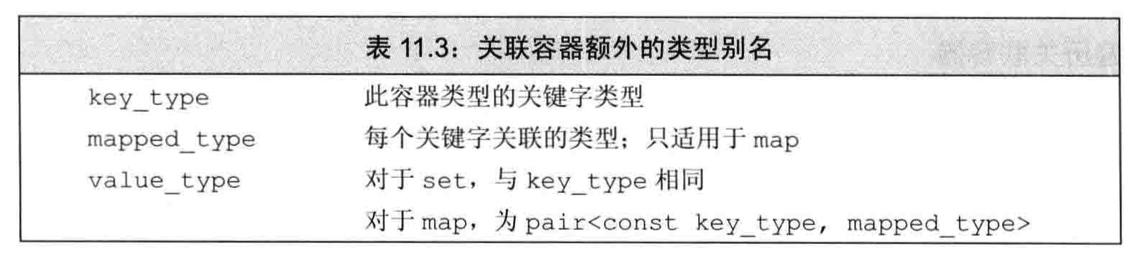 表 11.3：关联容器额外的类型别名
key_type 此容器类型的关键字类型
mapped_type 每个关键字关联的类型；只适用于 map
value_type 对于 set，与 key_type 相同
对于 map，为 pair<const key_type, mapped_type>